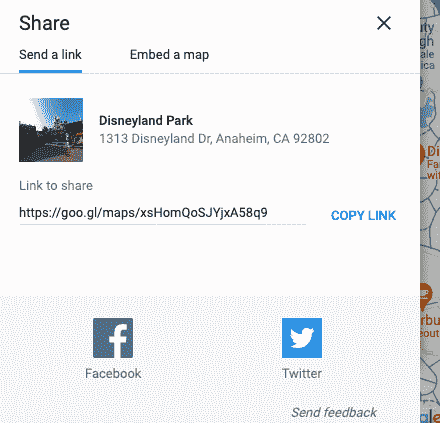 Share
Send a link
Embed a map
Disneyland Park
1313 Disneyland Dr, Anaheim, CA 92802
Link to share
https://goo.gl/maps/xsHomQoSJYjxA58q9
COPY LINK
Facebook
Twitter
Send feedback